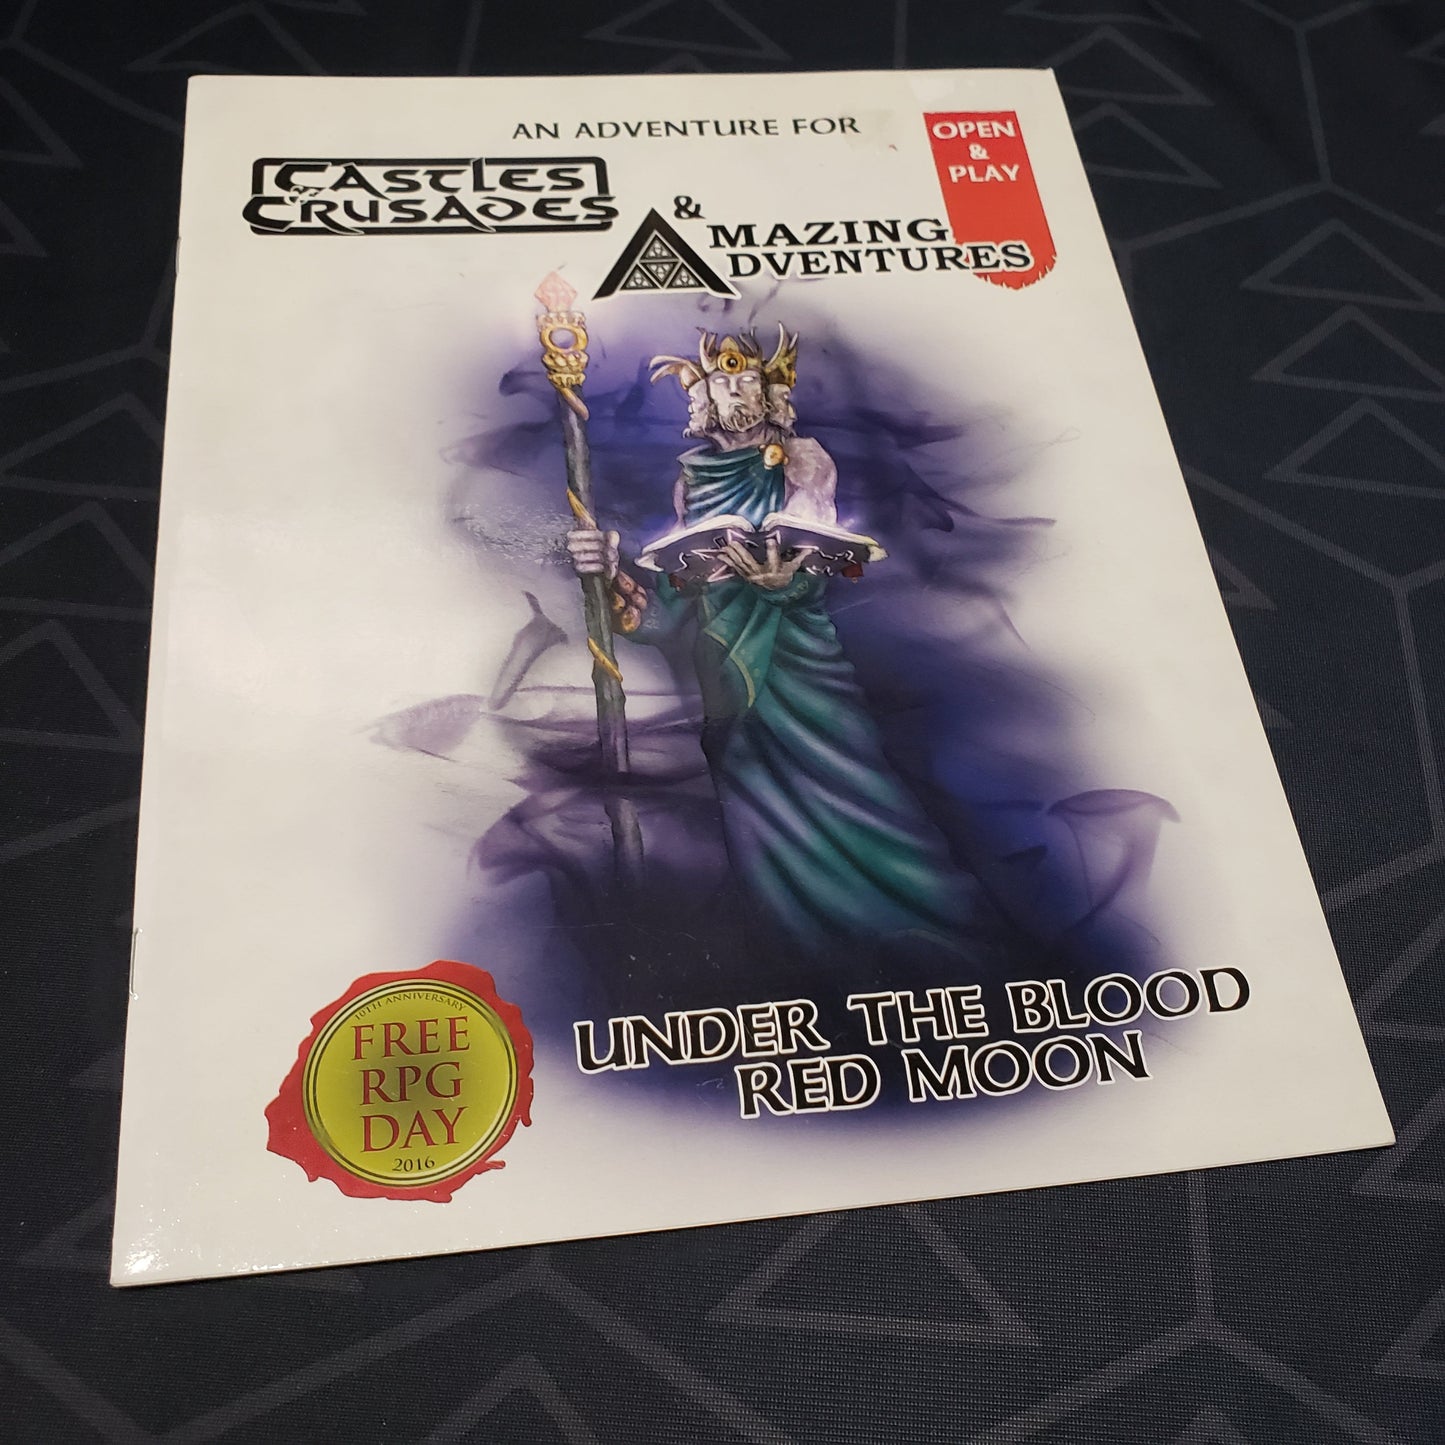 AN ADVENTURE FOR
OPEN
&
PLAY
CASTLES
& CRUSADES
&
AMAZING
ADVENTURES
UNDER THE BLOOD
RED MOON
10TH ANNIVERSARY
FREE
RPG
DAY
2016